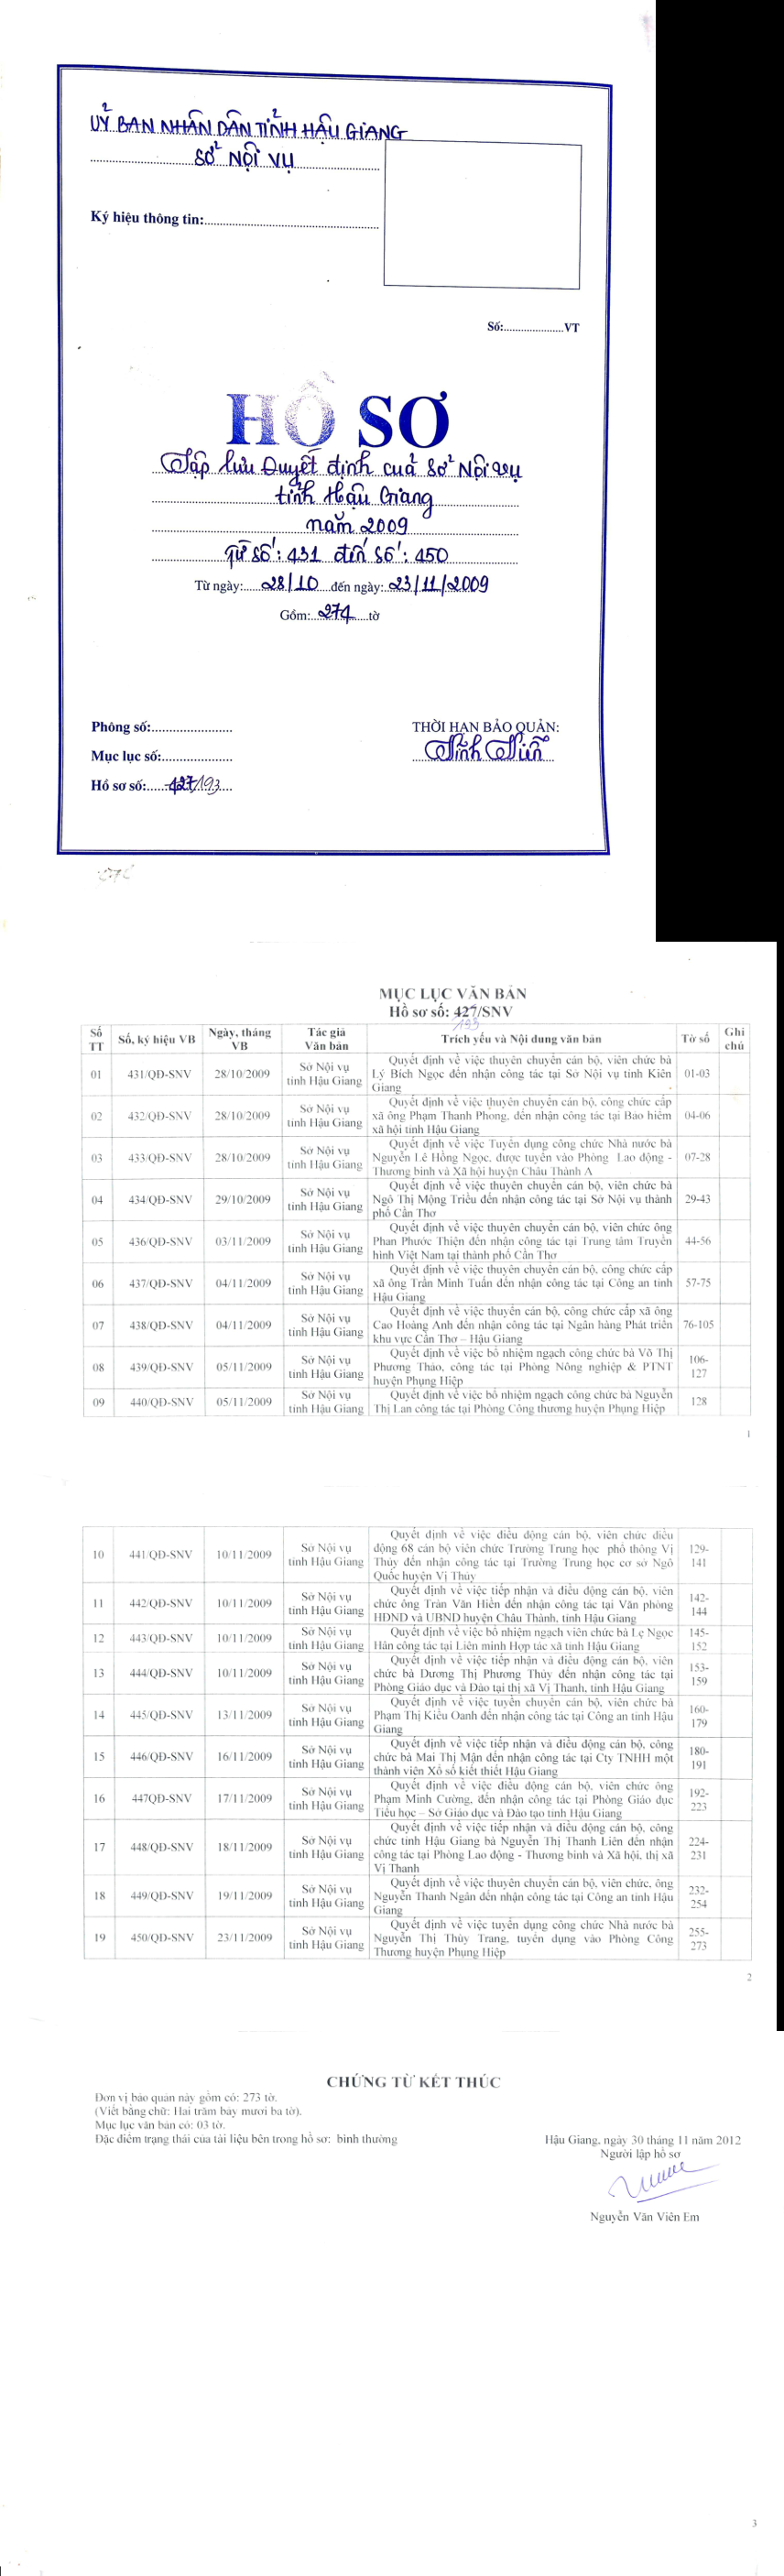 UỶ BAN NHÂN DÂN TỈNH HẬU GIANG
SỞ NỘI VỤ
Ký hiệu thông tin:
Số:....................VT
HỒ SƠ
Tập lưu Quyết định của Sở Nội vụ
tỉnh Hậu Giang
năm 2009
Từ số: 431 đến số: 450
Từ ngày: 28/10 đến ngày: 23/11/2009
Gồm: 274 tờ
Phông số:
THỜI HẠN BẢO QUẢN:
Mục lục số:
Vĩnh Viễn
Hồ sơ số: 427/193
MỤC LỤC VĂN BẢN
Hồ sơ số: 427/SNV
193
Số TT | Số, ký hiệu VB | Ngày, tháng VB | Tác giả Văn bản | Trích yếu và Nội dung văn bản | Tờ số | Ghi chú
01 431/QĐ-SNV 28/10/2009 Sở Nội vụ tỉnh Hậu Giang Quyết định về việc thuyên chuyển cán bộ, viên chức bà Lý Bích Ngọc đến nhận công tác tại Sở Nội vụ tỉnh Kiên Giang 01-03
02 432/QĐ-SNV 28/10/2009 Sở Nội vụ tỉnh Hậu Giang Quyết định về việc thuyên chuyển cán bộ, công chức cấp xã ông Phạm Thanh Phong, đến nhận công tác tại Bảo hiểm xã hội tỉnh Hậu Giang 04-06
03 433/QĐ-SNV 28/10/2009 Sở Nội vụ tỉnh Hậu Giang Quyết định về việc Tuyển dụng công chức Nhà nước bà Nguyễn Lê Hồng Ngọc, được tuyển vào Phòng Lao động - Thương binh và Xã hội huyện Châu Thành A 07-28
04 434/QĐ-SNV 29/10/2009 Sở Nội vụ tỉnh Hậu Giang Quyết định về việc thuyên chuyển cán bộ, viên chức bà Ngô Thị Mộng Triều đến nhận công tác tại Sở Nội vụ thành phố Cần Thơ 29-43
05 436/QĐ-SNV 03/11/2009 Sở Nội vụ tỉnh Hậu Giang Quyết định về việc thuyên chuyển cán bộ, viên chức ông Phan Phước Thiện đến nhận công tác tại Trung tâm Truyền hình Việt Nam tại thành phố Cần Thơ 44-56
06 437/QĐ-SNV 04/11/2009 Sở Nội vụ tỉnh Hậu Giang Quyết định về việc thuyên chuyển cán bộ, công chức cấp xã ông Trần Minh Tuấn đến nhận công tác tại Công an tỉnh Hậu Giang 57-75
07 438/QĐ-SNV 04/11/2009 Sở Nội vụ tỉnh Hậu Giang Quyết định về việc thuyên cán bộ, công chức cấp xã ông Cao Hoàng Anh đến nhận công tác tại Ngân hàng Phát triển khu vực Cần Thơ – Hậu Giang 76-105
08 439/QĐ-SNV 05/11/2009 Sở Nội vụ tỉnh Hậu Giang Quyết định về việc bổ nhiệm ngạch công chức bà Võ Thị Phương Thảo, công tác tại Phòng Nông nghiệp & PTNT huyện Phụng Hiệp 106-127
09 440/QĐ-SNV 05/11/2009 Sở Nội vụ tỉnh Hậu Giang Quyết định về việc bổ nhiệm ngạch công chức bà Nguyễn Thị Lan công tác tại Phòng Công thương huyện Phụng Hiệp 128
1
10 441/QĐ-SNV 10/11/2009 Sở Nội vụ tỉnh Hậu Giang Quyết định về việc điều động cán bộ, viên chức điều động 68 cán bộ viên chức Trường Trung học phổ thông Vị Thủy đến nhận công tác tại Trường Trung học cơ sở Ngô Quốc huyện Vị Thủy 129-141
11 442/QĐ-SNV 10/11/2009 Sở Nội vụ tỉnh Hậu Giang Quyết định về việc tiếp nhận và điều động cán bộ, viên chức ông Trần Văn Hiền đến nhận công tác tại Văn phòng HĐND và UBND huyện Châu Thành, tỉnh Hậu Giang 142-144
12 443/QĐ-SNV 10/11/2009 Sở Nội vụ tỉnh Hậu Giang Quyết định về việc bổ nhiệm ngạch viên chức bà Lẹ Ngọc Hân công tác tại Liên minh Hợp tác xã tỉnh Hậu Giang 145-152
13 444/QĐ-SNV 10/11/2009 Sở Nội vụ tỉnh Hậu Giang Quyết định về việc tiếp nhận và điều động cán bộ, viên chức bà Dương Thị Phương Thúy đến nhận công tác tại Phòng Giáo dục và Đào tại thị xã Vị Thanh, tỉnh Hậu Giang 153-159
14 445/QĐ-SNV 13/11/2009 Sở Nội vụ tỉnh Hậu Giang Quyết định về việc tuyển chuyển cán bộ, viên chức bà Phạm Thị Kiều Oanh đến nhận công tác tại Công an tỉnh Hậu Giang 160-179
15 446/QĐ-SNV 16/11/2009 Sở Nội vụ tỉnh Hậu Giang Quyết định về việc tiếp nhận và điều động cán bộ, công chức bà Mai Thị Mận đến nhận công tác tại Cty TNHH một thành viên Xổ số kiết thiết Hậu Giang 180-191
16 447QĐ-SNV 17/11/2009 Sở Nội vụ tỉnh Hậu Giang Quyết định về việc điều động cán bộ, viên chức ông Phạm Minh Cường, đến nhận công tác tại Phòng Giáo dục Tiểu học – Sở Giáo dục và Đào tạo tỉnh Hậu Giang 192-223
17 448/QĐ-SNV 18/11/2009 Sở Nội vụ tỉnh Hậu Giang Quyết định về việc tiếp nhận và điều động cán bộ, công chức tỉnh Hậu Giang bà Nguyễn Thị Thanh Liên đến nhận công tác tại Phòng Lao động - Thương binh và Xã hội, thị xã Vị Thanh 224-231
18 449/QĐ-SNV 19/11/2009 Sở Nội vụ tỉnh Hậu Giang Quyết định về việc thuyên chuyển cán bộ, viên chức, ông Nguyễn Thanh Ngân đến nhận công tác tại Công an tỉnh Hậu Giang 232-254
19 450/QĐ-SNV 23/11/2009 Sở Nội vụ tỉnh Hậu Giang Quyết định về việc tuyển dụng công chức Nhà nước bà Nguyễn Thị Thùy Trang, tuyển dụng vào Phòng Công Thương huyện Phụng Hiệp 255-273
2
CHỨNG TỪ KẾT THÚC
Đơn vị bảo quản này gồm có: 273 tờ.
(Viết bằng chữ: Hai trăm bảy mươi ba tờ).
Mục lục văn bản có: 03 tờ.
Đặc điểm trạng thái của tài liệu bên trong hồ sơ: bình thường
Hậu Giang, ngày 30 tháng 11 năm 2012
Người lập hồ sơ
Nguyễn Văn Viên Em
3